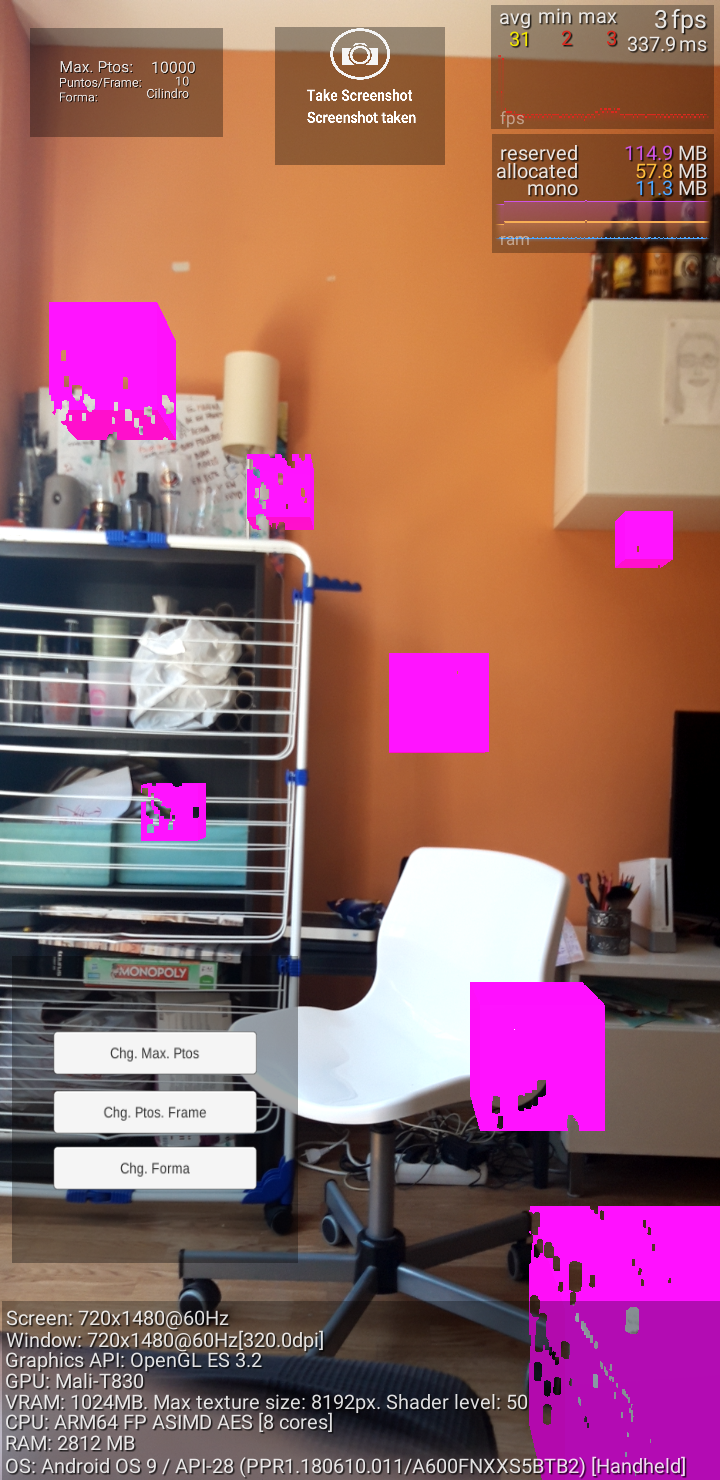 Max. Ptos: 10000
Puntos/Frame: 10
Forma: Cilindro
Take Screenshot
Screenshot taken
avg min max 3fps
31 2 3 337.9ms
fps
reserved 114.9 MB
allocated 57.8 MB
mono 11.3 MB
ram
MONOPOLY
Chg. Max. Ptos
Chg. Ptos. Frame
Chg. Forma
Screen: 720x1480@60Hz
Window: 720x1480@60Hz[320.0dpi]
Graphics API: OpenGL ES 3.2
GPU: Mali-T830
VRAM: 1024MB. Max texture size: 8192px. Shader level: 50
CPU: ARM64 FP ASIMD AES [8 cores]
RAM: 2812 MB
OS: Android OS 9 / API-28 (PPR1.180610.011/A600FNXXS5BTB2) [Handheld]